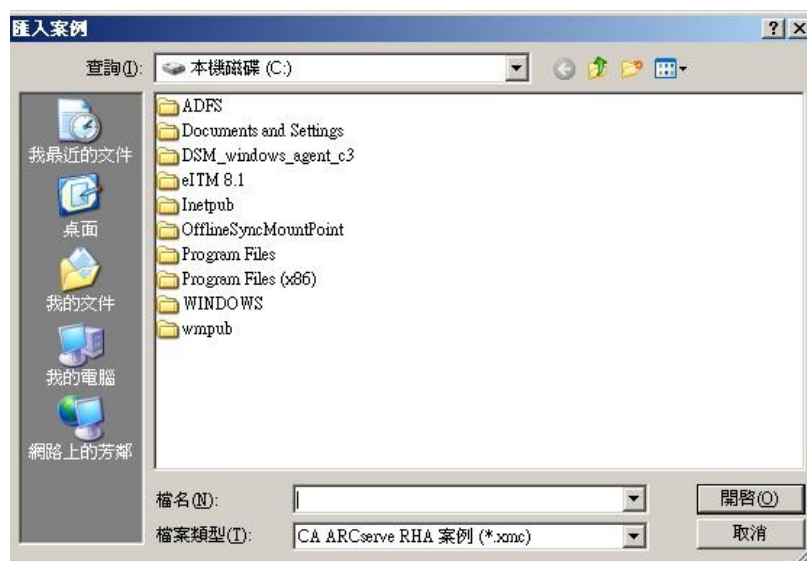 匯入案例
查詢(I):
本機磁碟 (C:)
我最近的文件
桌面
我的文件
我的電腦
網路上的芳鄰
ADFS
Documents and Settings
DSM_windows_agent_c3
eITM 8.1
Inetpub
OfflineSyncMountPoint
Program Files
Program Files (x86)
WINDOWS
wmpub
檔名(N):
開啓(O)
檔案類型(T):
CA ARCserve RHA 案例 (*.xmc)
取消